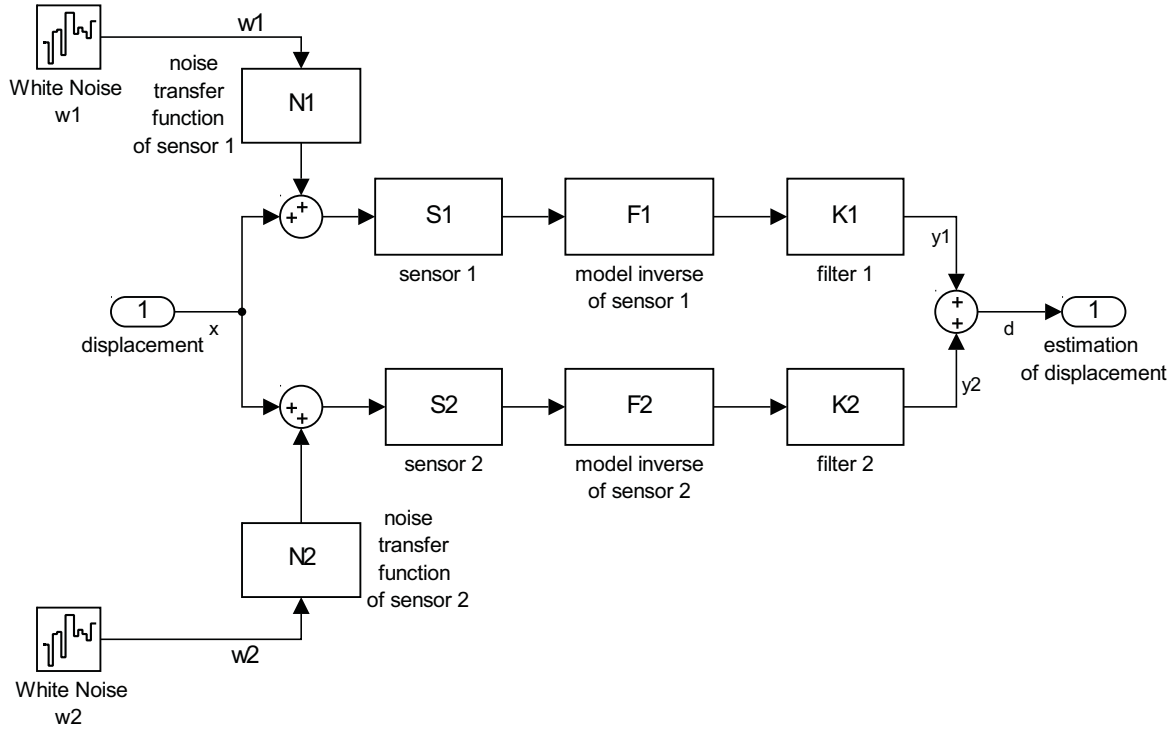 w1
White Noise
w1
noise
transfer
function
of sensor 1
N1
+
+
S1
sensor 1
F1
model inverse
of sensor 1
K1
filter 1
y1
1
displacement
x
+
+
d
1
estimation
of displacement
+
+
S2
sensor 2
F2
model inverse
of sensor 2
K2
filter 2
y2
N2
noise
transfer
function
of sensor 2
w2
White Noise
w2